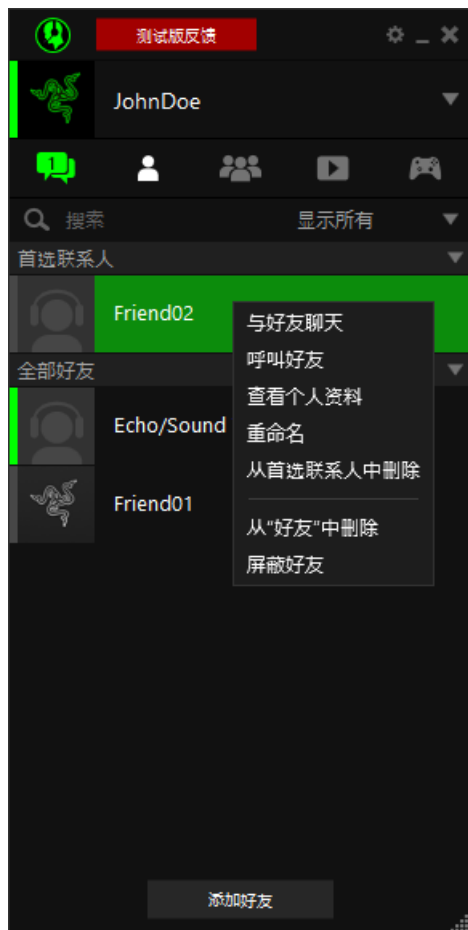 测试版反馈
JohnDoe
1
搜索 显示所有
首选联系人
Friend02
与好友聊天
呼叫好友
查看个人资料
重命名
从首选联系人中删除
从“好友”中删除
屏蔽好友
全部好友
Echo/Sound
Friend01
添加好友